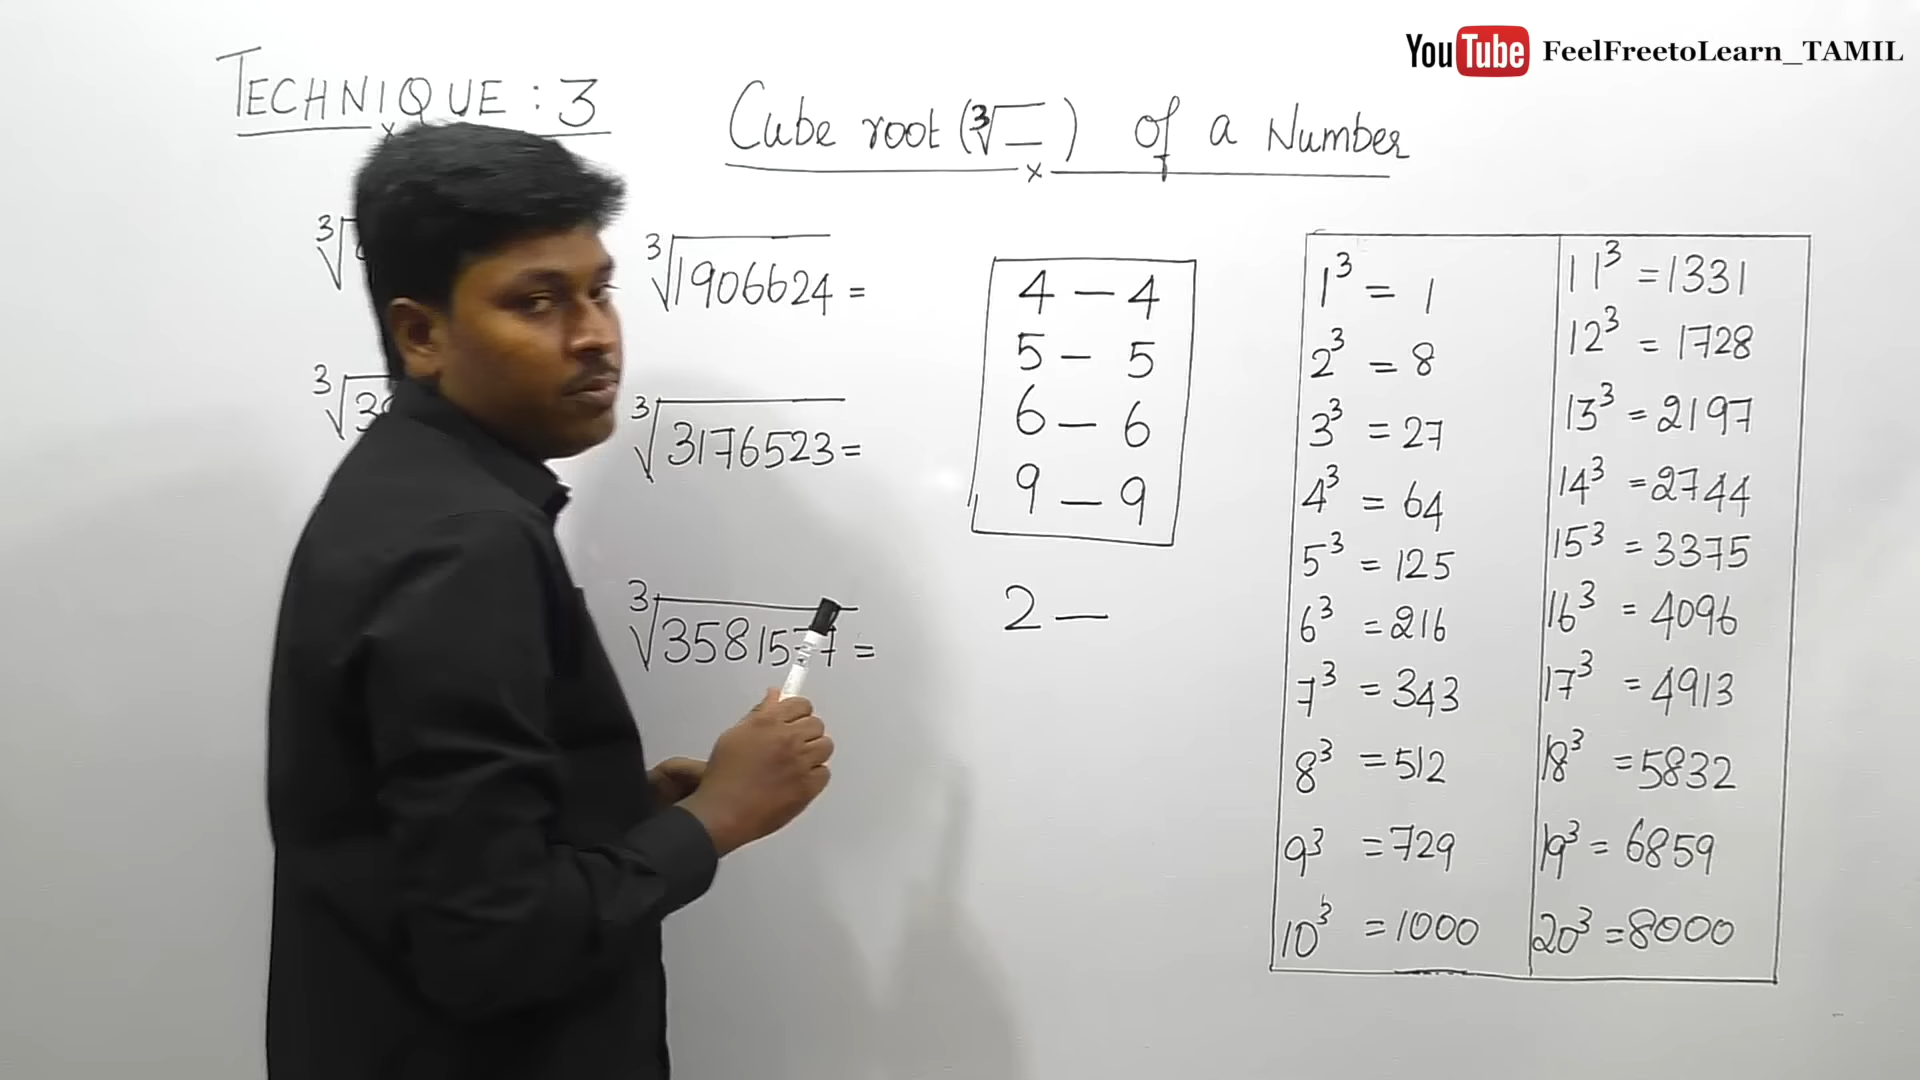 YouTube FeelFreetoLearn_TAMIL
TECHNIQUE : 3
Cube root (∛‾) of a Number
∛1906624 =
∛3176523 =
∛3581577 =
4 – 4
5 – 5
6 – 6
9 – 9
2 –
1³ = 1
2³ = 8
3³ = 27
4³ = 64
5³ = 125
6³ = 216
7³ = 343
8³ = 512
9³ = 729
10³ = 1000
11³ = 1331
12³ = 1728
13³ = 2197
14³ = 2744
15³ = 3375
16³ = 4096
17³ = 4913
18³ = 5832
19³ = 6859
20³ = 8000